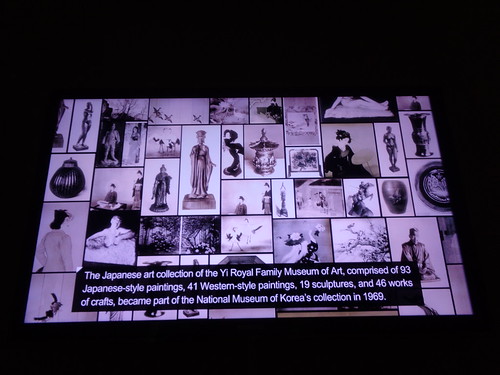 The Japanese art collection of the Yi Royal Family Museum of Art, comprised of 93
Japanese-style paintings, 41 Western-style paintings, 19 sculptures, and 46 works
of crafts, became part of the National Museum of Korea's collection in 1969.